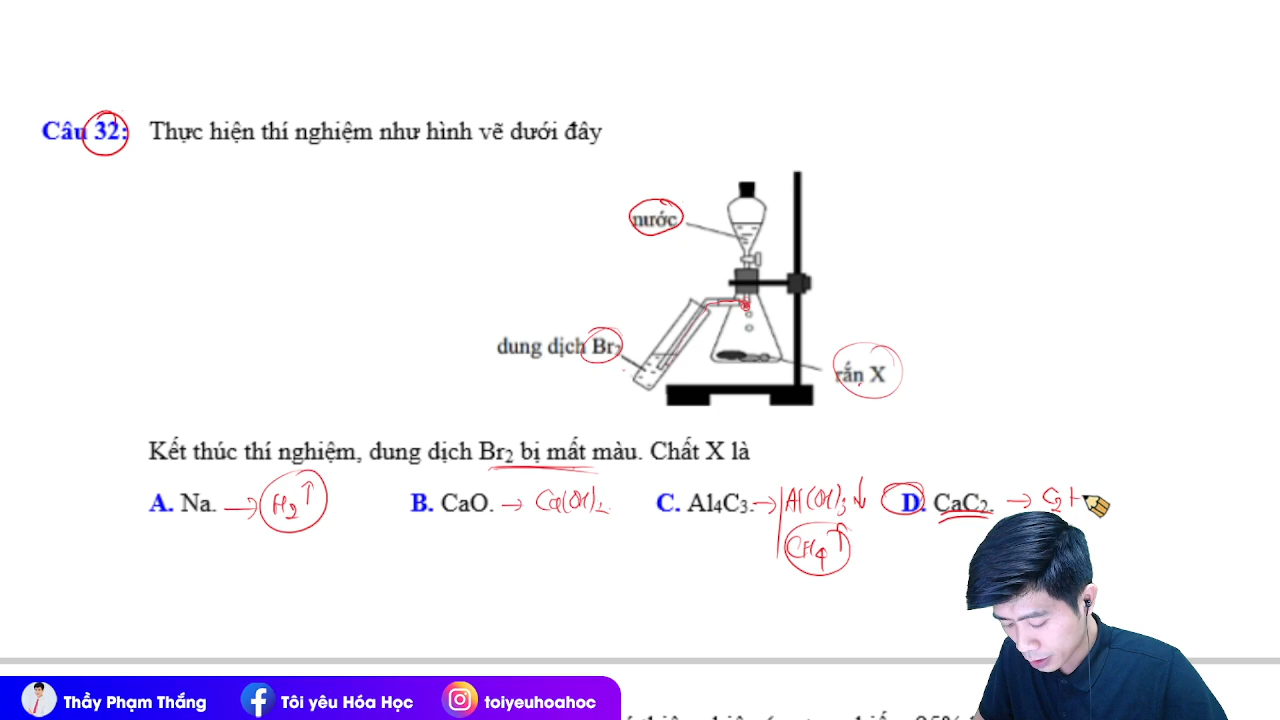 Câu 32: Thực hiện thí nghiệm như hình vẽ dưới đây
nước
dung dịch Br₂
rắn X
Kết thúc thí nghiệm, dung dịch Br₂ bị mất màu. Chất X là
A. Na. → H₂↑ B. CaO. → Ca(OH)₂ C. Al4C3. → Al(OH)₃↓ D. CaC2. → C₂H
CH₄↑
Thầy Phạm Thắng Tôi yêu Hóa Học toiyeuhoahoc